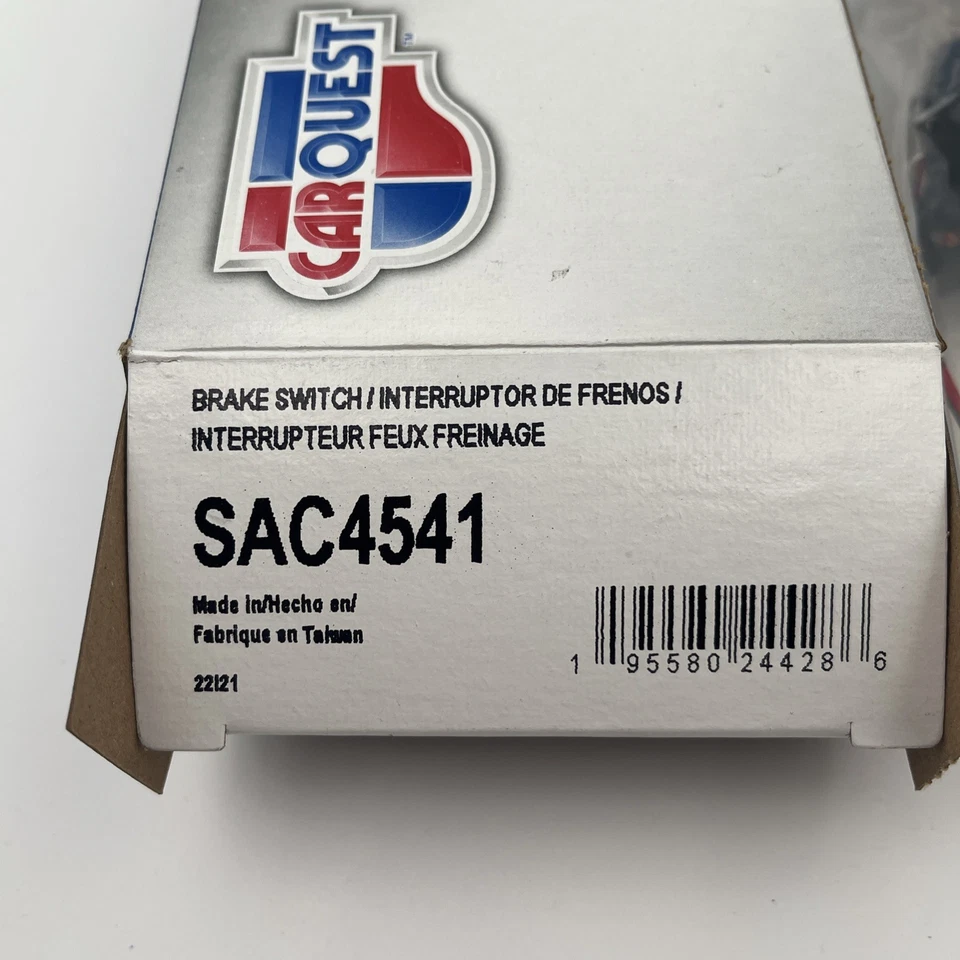 CARQUEST™
BRAKE SWITCH / INTERRUPTOR DE FRENOS /
INTERRUPTEUR FEUX FREINAGE
SAC4541
Made in/Hecho en/
Fabrique en Taiwan
22I21
1 95580 24428 6